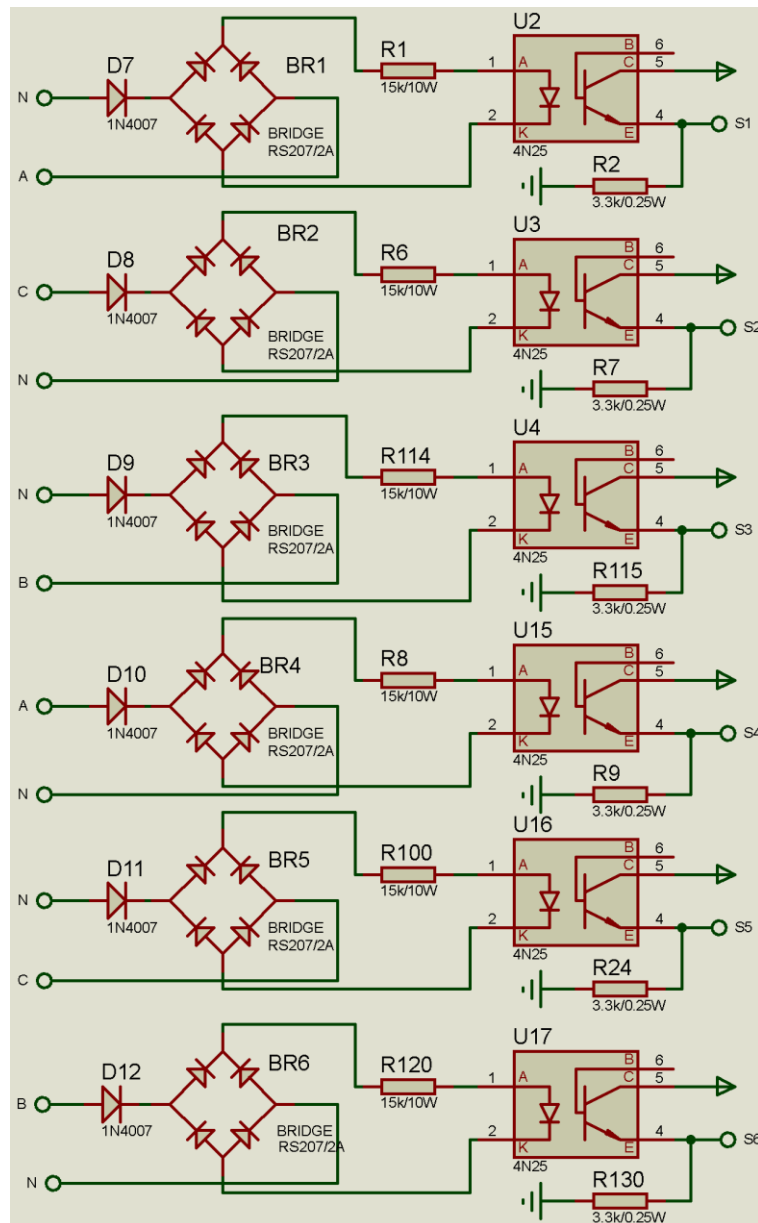 U2
D7
BR1
R1
B
6
C
5
1
A
N
1N4007
15k/10W
BRIDGE
RS207/2A
2
K
E
4
S1
4N25
R2
A
3.3k/0.25W
U3
BR2
D8
R6
B
6
C
5
1
A
C
1N4007
15k/10W
BRIDGE
RS207/2A
2
K
E
4
S2
4N25
R7
N
3.3k/0.25W
U4
D9
BR3
R114
B
6
C
5
1
A
N
1N4007
15k/10W
BRIDGE
RS207/2A
2
K
E
4
S3
4N25
R115
B
3.3k/0.25W
U15
D10
BR4
R8
B
6
C
5
1
A
A
1N4007
15k/10W
BRIDGE
RS207/2A
2
K
E
4
S4
4N25
R9
N
3.3k/0.25W
U16
D11
BR5
R100
B
6
C
5
1
A
N
1N4007
15k/10W
BRIDGE
RS207/2A
2
K
E
4
S5
4N25
R24
C
3.3k/0.25W
U17
D12
BR6
R120
B
6
C
5
1
A
B
1N4007
15k/10W
BRIDGE
RS207/2A
2
K
E
4
S6
4N25
R130
N
3.3k/0.25W